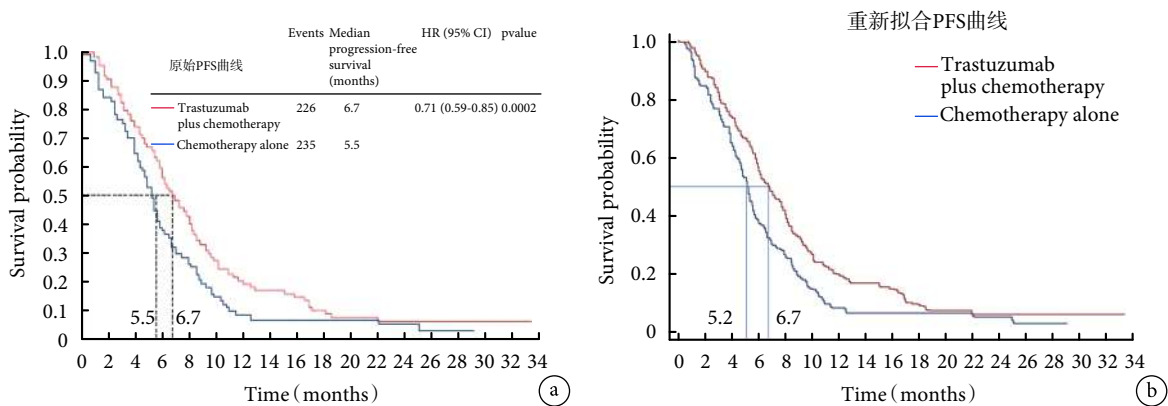 Events Median progression-free survival (months) HR (95% CI) pvalue
原始PFS曲线
Trastuzumab plus chemotherapy 226 6.7 0.71 (0.59-0.85) 0.0002
Chemotherapy alone 235 5.5
Survival probability
1.0
0.9
0.8
0.7
0.6
0.5
0.4
0.3
0.2
0.1
0
5.5 6.7
0 2 4 6 8 10 12 14 16 18 20 22 24 26 28 30 32 34
Time (months)
a
重新拟合PFS曲线
Trastuzumab
plus chemotherapy
Chemotherapy alone
Survival probability
1.0
0.8
0.6
0.4
0.2
0
5.2 6.7
0 2 4 6 8 10 12 14 16 18 20 22 24 26 28 30 32 34
Time (months)
b